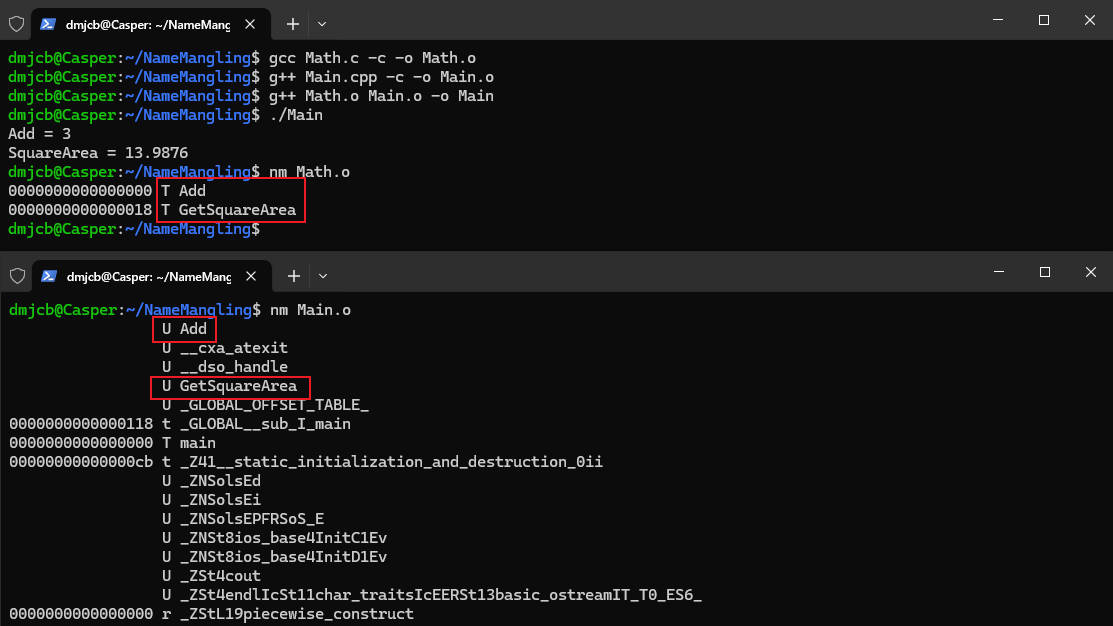 dmjcb@Casper: ~/NameMang
dmjcb@Casper:~/NameMangling$ gcc Math.c -c -o Math.o
dmjcb@Casper:~/NameMangling$ g++ Main.cpp -c -o Main.o
dmjcb@Casper:~/NameMangling$ g++ Math.o Main.o -o Main
dmjcb@Casper:~/NameMangling$ ./Main
Add = 3
SquareArea = 13.9876
dmjcb@Casper:~/NameMangling$ nm Math.o
0000000000000000 T Add
0000000000000018 T GetSquareArea
dmjcb@Casper:~/NameMangling$
dmjcb@Casper: ~/NameMang
dmjcb@Casper:~/NameMangling$ nm Main.o
U Add
U __cxa_atexit
U __dso_handle
U GetSquareArea
U _GLOBAL_OFFSET_TABLE_
0000000000000118 t _GLOBAL__sub_I_main
0000000000000000 T main
00000000000000cb t _Z41__static_initialization_and_destruction_0ii
U _ZNSolsEd
U _ZNSolsEi
U _ZNSolsEPFRSoS_E
U _ZNSt8ios_base4InitC1Ev
U _ZNSt8ios_base4InitD1Ev
U _ZSt4cout
U _ZSt4endlIcSt11char_traitsIcEERSt13basic_ostreamIT_T0_ES6_
0000000000000000 r _ZStL19piecewise_construct